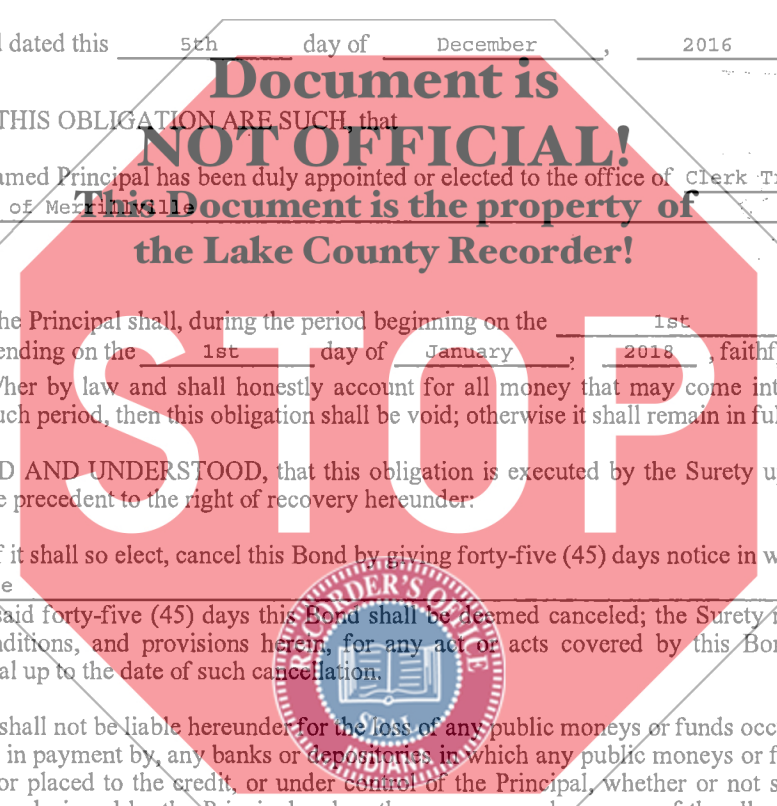 d dated this 5th day of December , 2016
Document is
THIS OBLIGATION ARE SUCH, that
NOT OFFICIAL!
amed Principal has been duly appointed or elected to the office of Clerk Tr
of Merrillville
This Document is the property of
the Lake County Recorder!
he Principal shall, during the period beginning on the 1st
ending on the 1st day of January , 2018 , faithf
/her by law and shall honestly account for all money that may come int
uch period, then this obligation shall be void; otherwise it shall remain in ful
STOP
D AND UNDERSTOOD, that this obligation is executed by the Surety u
e precedent to the right of recovery hereunder:
f it shall so elect, cancel this Bond by giving forty-five (45) days notice in w
e
said forty-five (45) days this Bond shall be deemed canceled; the Surety
nditions, and provisions herein, for any act or acts covered by this Bon
al up to the date of such cancellation.
RECORDER'S OFFICE
SEAL
shall not be liable hereunder for the loss of any public moneys or funds occ
in payment by, any banks or depositories in which any public moneys or f
or placed to the credit, or under control of the Principal, whether or not s